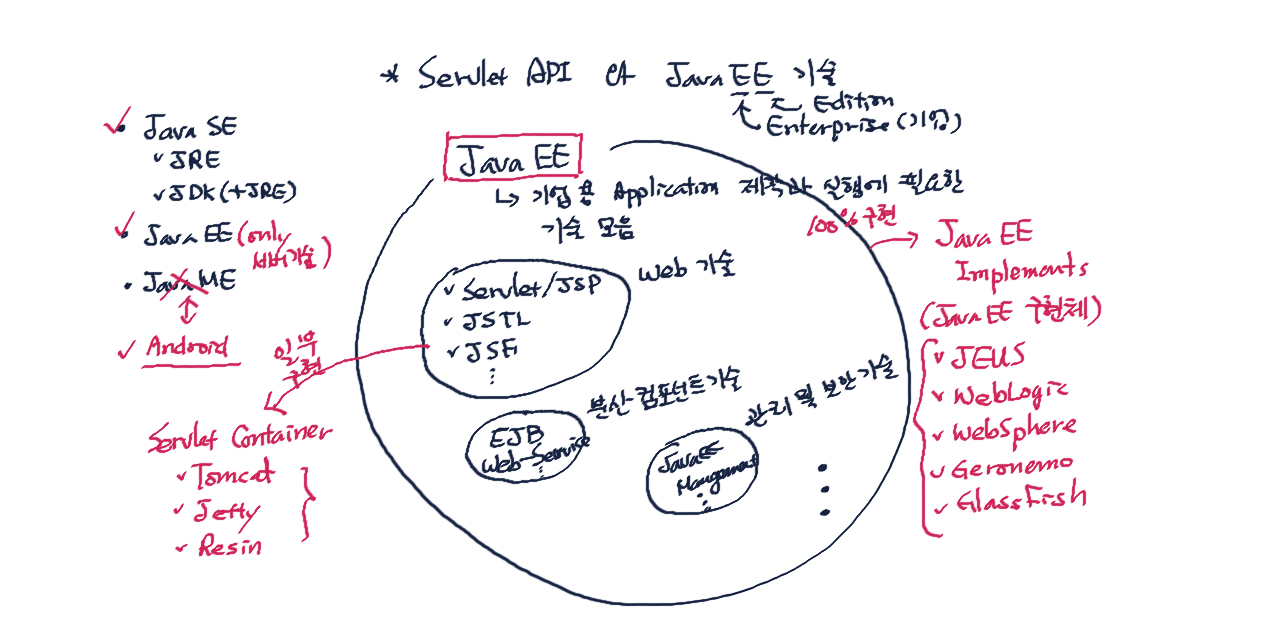 * Servlet API 와 Java EE 기술
Edition
Enterprise (기업)
• Java SE
✓ JRE
✓ JDK (+JRE)
• Java EE (only 서버기술)
• Java ME
✓ Android
Java EE
↳ 기업용 Application 제작과 실행에 필요한
기술 모음
Web 기술
✓ Servlet/JSP
✓ JSTL
✓ JSF
⋮
일부
구현
Servlet Container
✓ Tomcat
✓ Jetty
✓ Resin
분산 컴포넌트 기술
EJB
Web-Service
⋮
관리 및 보안 기술
Java EE
Mangement
⋮
100% 구현
Java EE
Implements
(Java EE 구현체)
✓ JEUS
✓ WebLogic
✓ WebSphere
✓ Geronemo
✓ GlassFish